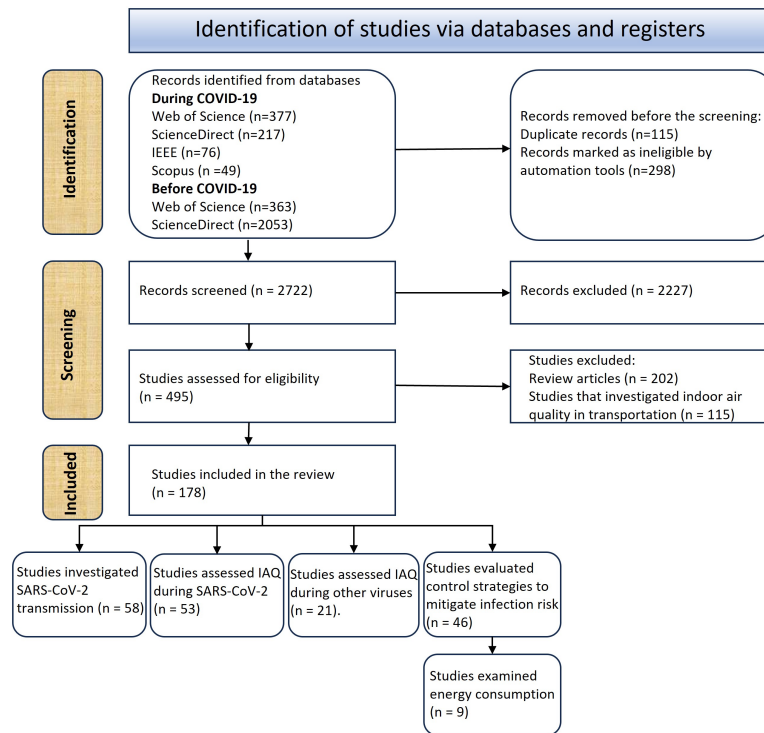 Identification of studies via databases and registers
Identification
Records identified from databases
During COVID-19
Web of Science (n=377)
ScienceDirect (n=217)
IEEE (n=76)
Scopus (n =49)
Before COVID-19
Web of Science (n=363)
ScienceDirect (n=2053)
Records removed before the screening:
Duplicate records (n=115)
Records marked as ineligible by
automation tools (n=298)
Screening
Records screened (n = 2722)
Records excluded (n = 2227)
Studies assessed for eligibility
(n = 495)
Studies excluded:
Review articles (n = 202)
Studies that investigated indoor air
quality in transportation (n = 115)
Included
Studies included in the review
(n = 178)
Studies investigated
SARS-CoV-2
transmission (n = 58)
Studies assessed IAQ
during SARS-CoV-2
(n = 53)
Studies assessed IAQ
during other viruses
(n = 21).
Studies evaluated
control strategies to
mitigate infection risk
(n = 46)
Studies examined
energy consumption
(n = 9)